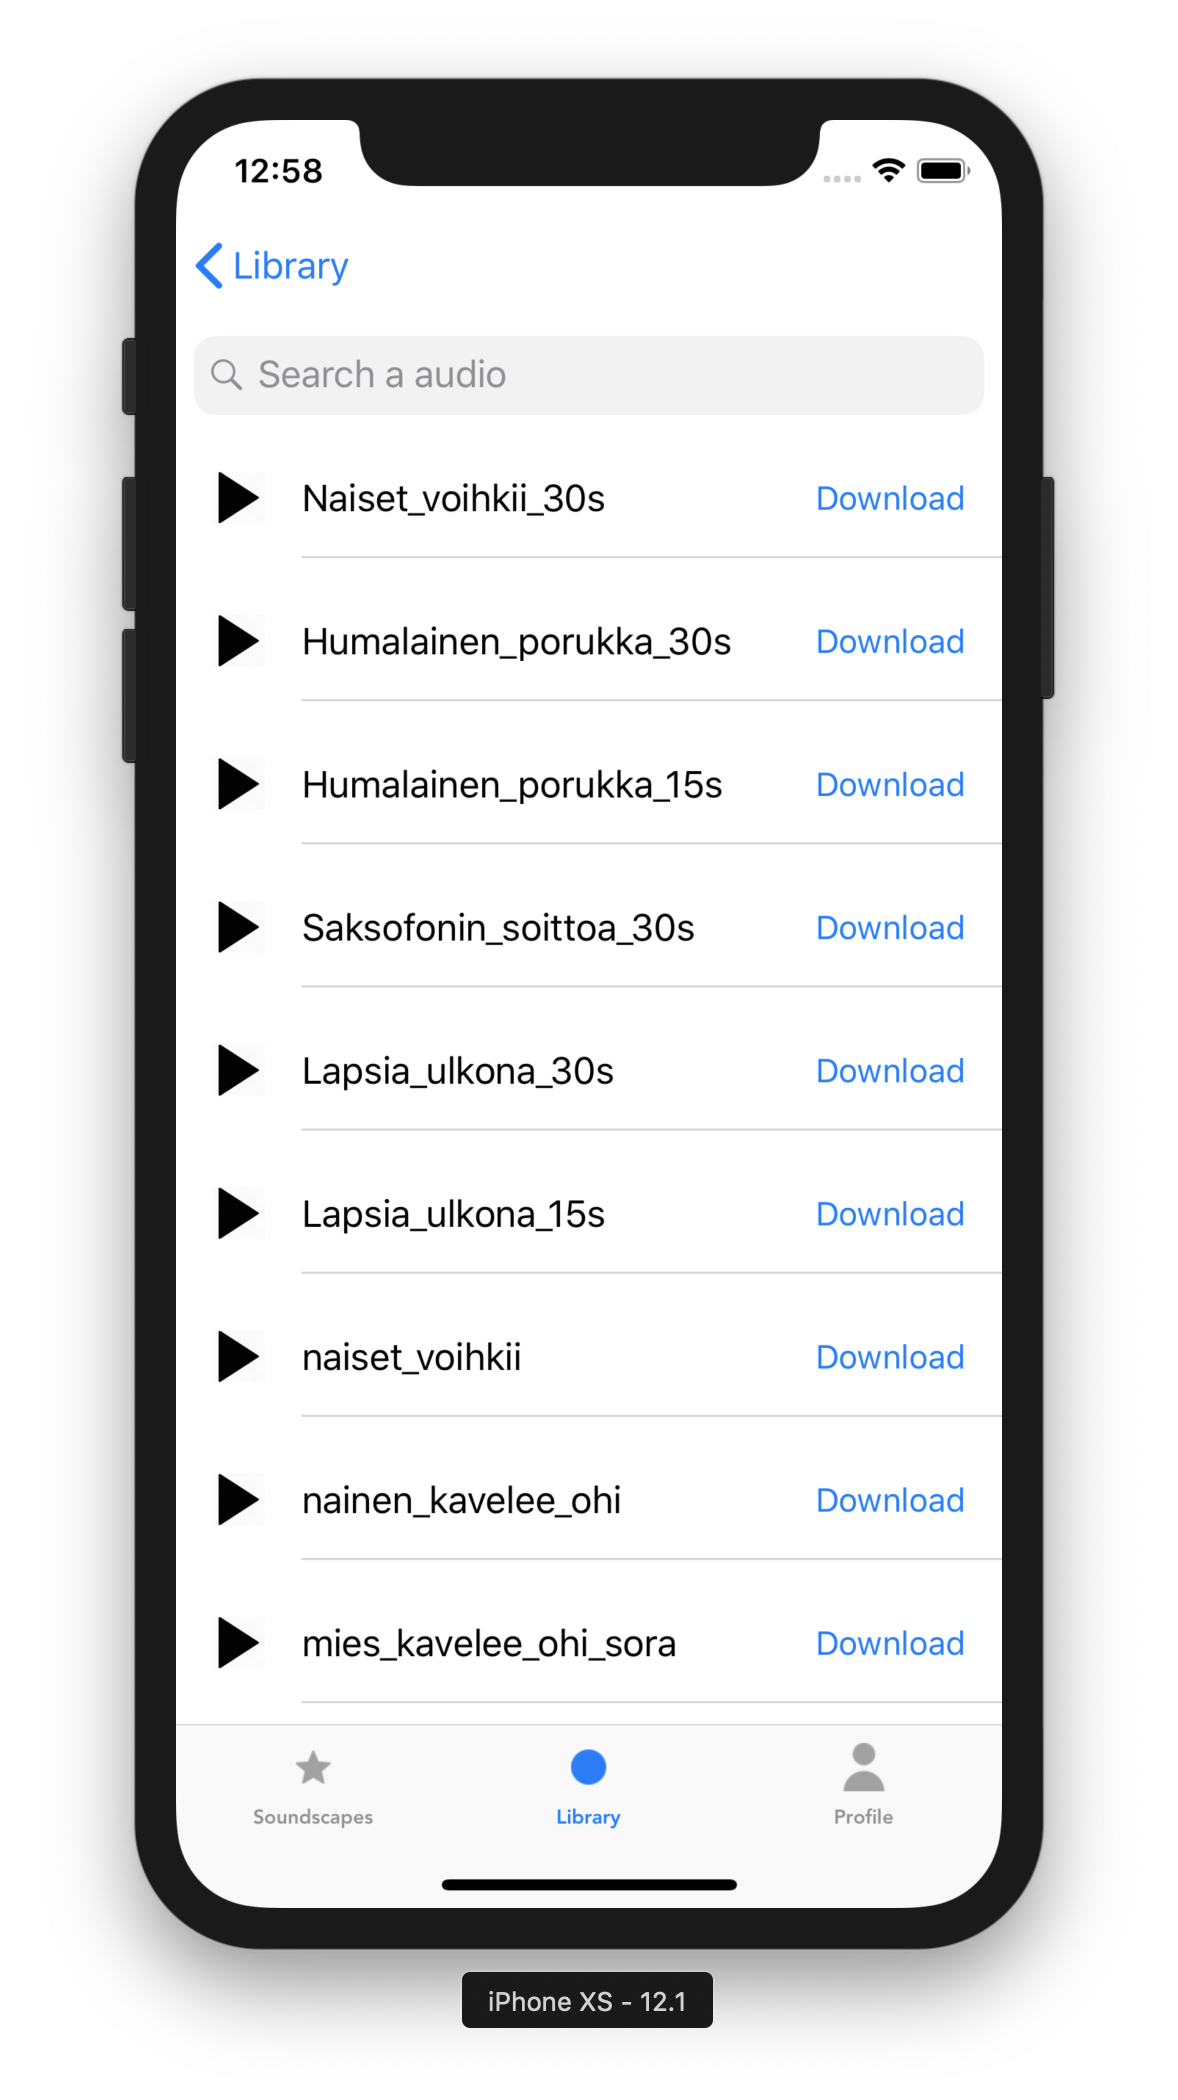 12:58
Library
Search a audio
Naiset_voihkii_30s Download
Humalainen_porukka_30s Download
Humalainen_porukka_15s Download
Saksofonin_soittoa_30s Download
Lapsia_ulkona_30s Download
Lapsia_ulkona_15s Download
naiset_voihkii Download
nainen_kavelee_ohi Download
mies_kavelee_ohi_sora Download
Soundscapes Library Profile
iPhone XS - 12.1